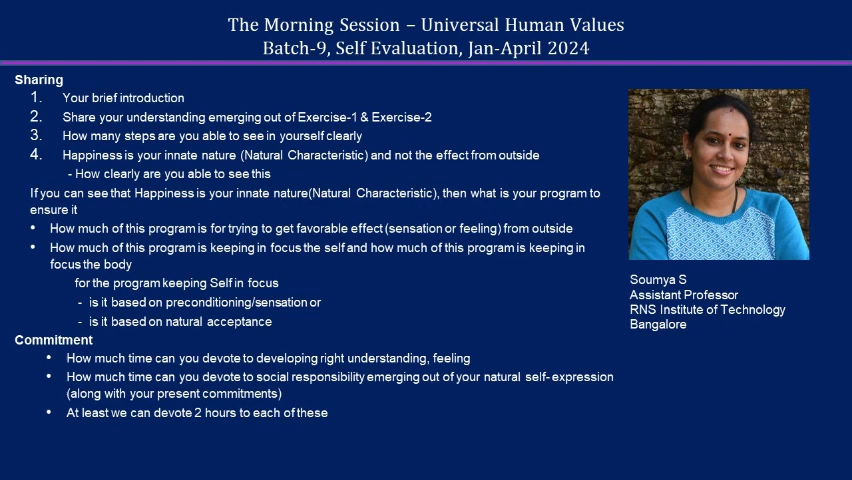 The Morning Session – Universal Human Values
Batch-9, Self Evaluation, Jan-April 2024
Sharing
1. Your brief introduction
2. Share your understanding emerging out of Exercise-1 & Exercise-2
3. How many steps are you able to see in yourself clearly
4. Happiness is your innate nature (Natural Characteristic) and not the effect from outside
- How clearly are you able to see this
If you can see that Happiness is your innate nature(Natural Characteristic), then what is your program to
ensure it
• How much of this program is for trying to get favorable effect (sensation or feeling) from outside
• How much of this program is keeping in focus the self and how much of this program is keeping in
focus the body
for the program keeping Self in focus
- is it based on preconditioning/sensation or
- is it based on natural acceptance
Commitment
• How much time can you devote to developing right understanding, feeling
• How much time can you devote to social responsibility emerging out of your natural self-expression
(along with your present commitments)
• At least we can devote 2 hours to each of these
Soumya S
Assistant Professor
RNS Institute of Technology
Bangalore